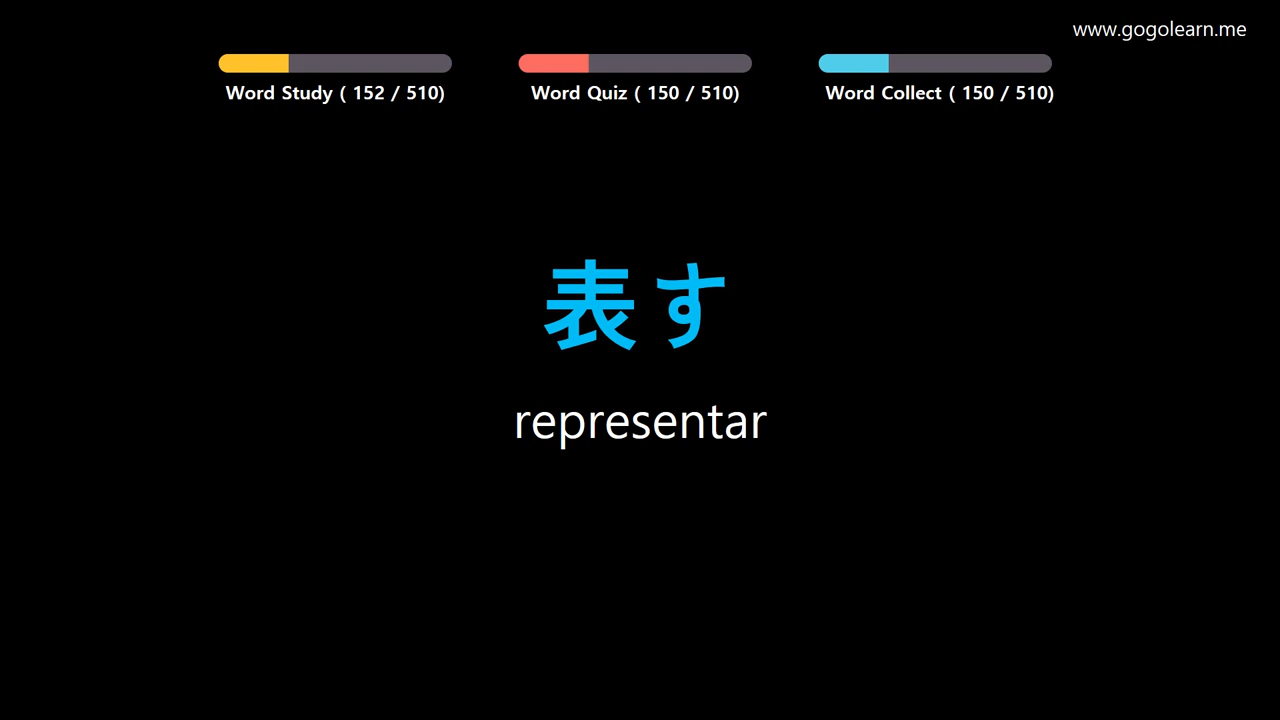 www.gogolearn.me
Word Study ( 152 / 510)
Word Quiz ( 150 / 510)
Word Collect ( 150 / 510)
表す
representar